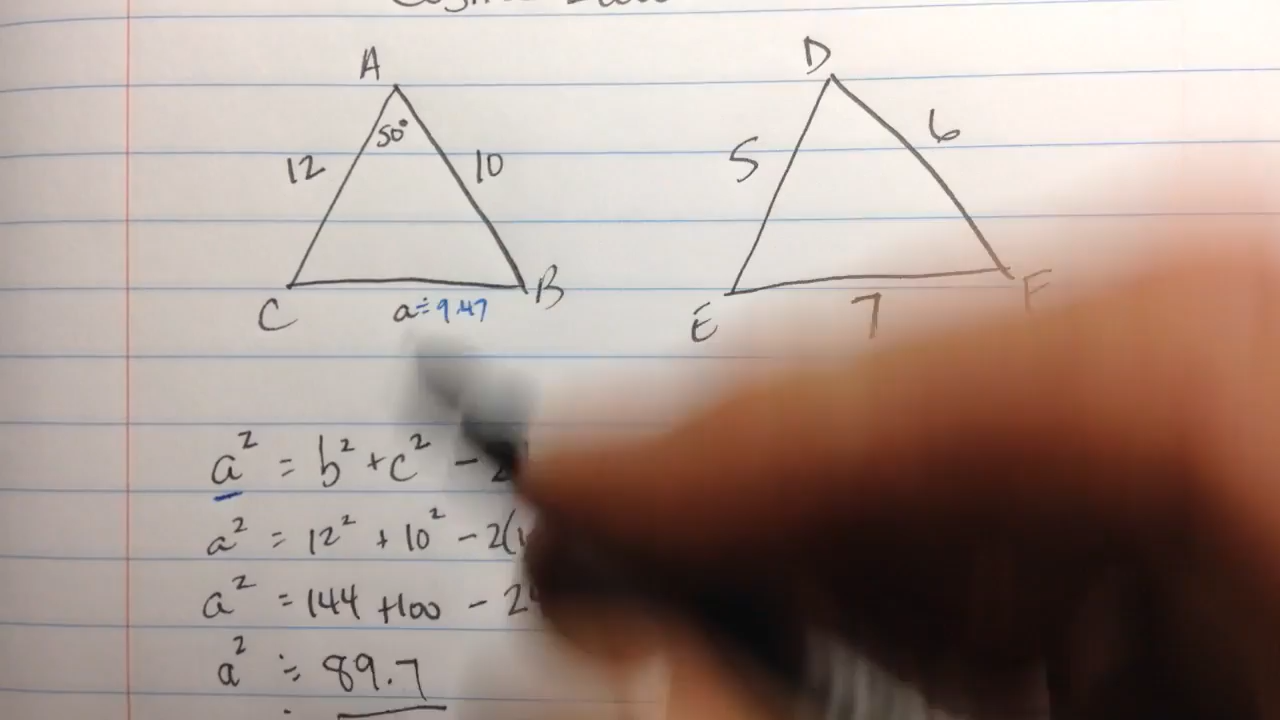 A D
50°
12 10 5 6
C a≐9.47 B E 7 F
a² = b² + c² - 2
a² = 12² + 10² - 2(1
a² = 144 + 100 - 2
a² ≐ 89.7